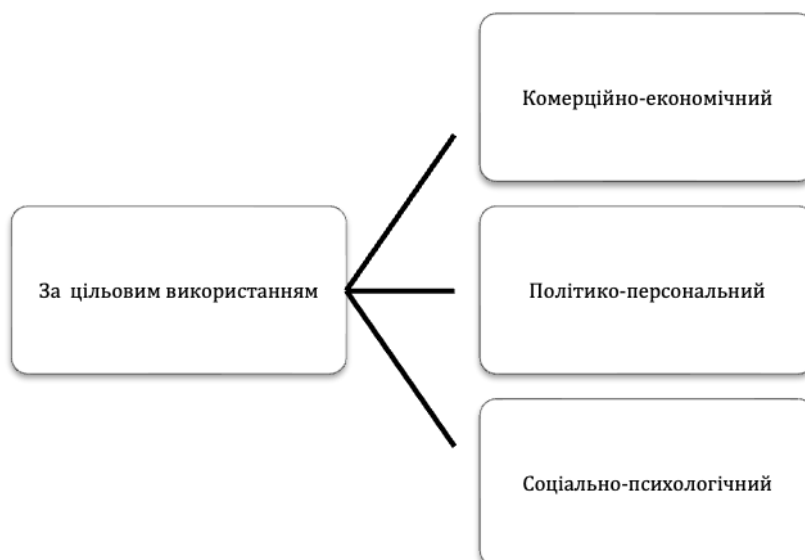 Комерційно-економічний
За цільовим використанням
Політико-персональний
Соціально-психологічний